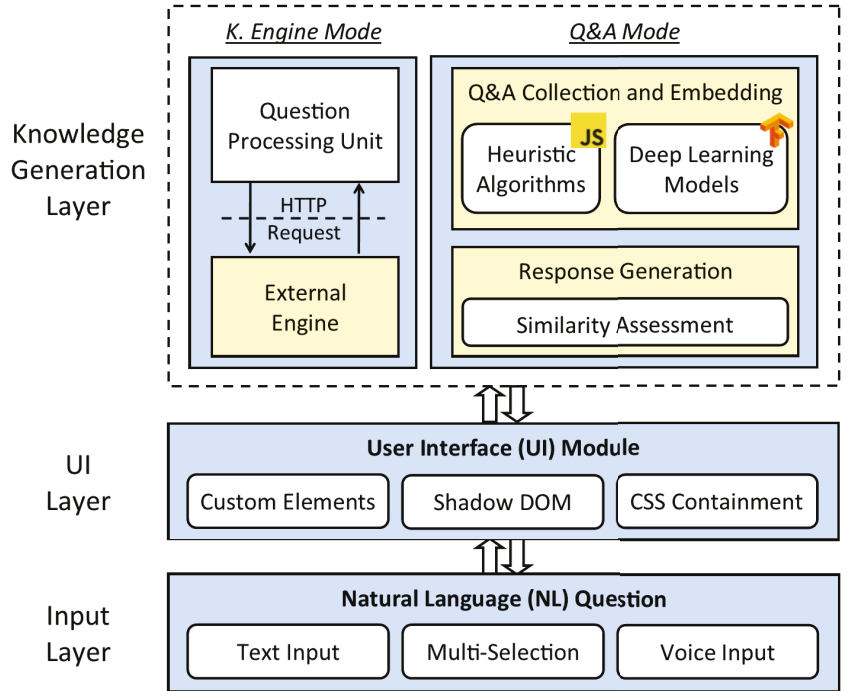 K. Engine Mode
Q&A Mode
Knowledge
Generation
Layer
Question
Processing Unit
HTTP
Request
External
Engine
Q&A Collection and Embedding
JS
Heuristic
Algorithms
Deep Learning
Models
Response Generation
Similarity Assessment
UI
Layer
User Interface (UI) Module
Custom Elements
Shadow DOM
CSS Containment
Input
Layer
Natural Language (NL) Question
Text Input
Multi-Selection
Voice Input